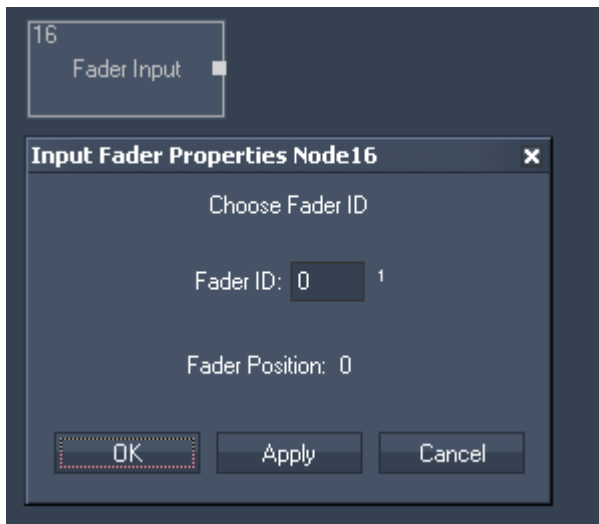 16
Fader Input
Input Fader Properties Node16
Choose Fader ID
Fader ID: 0 1
Fader Position: 0
OK Apply Cancel